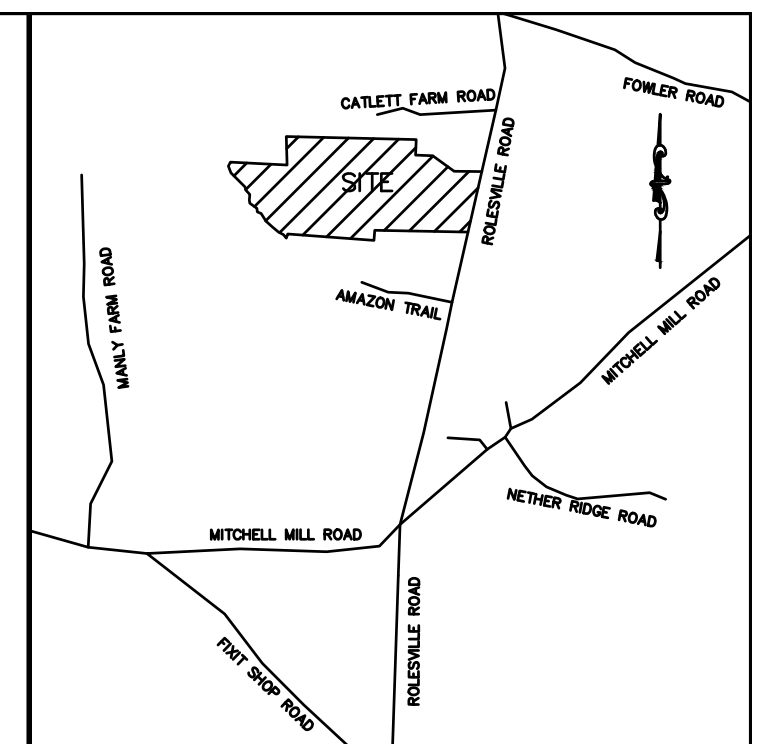 FOWLER ROAD
CATLETT FARM ROAD
ROLESVILLE ROAD
SITE
MANLY FARM ROAD
AMAZON TRAIL
MITCHELL MILL ROAD
NETHER RIDGE ROAD
MITCHELL MILL ROAD
ROLESVILLE ROAD
FIXIT SHOP ROAD